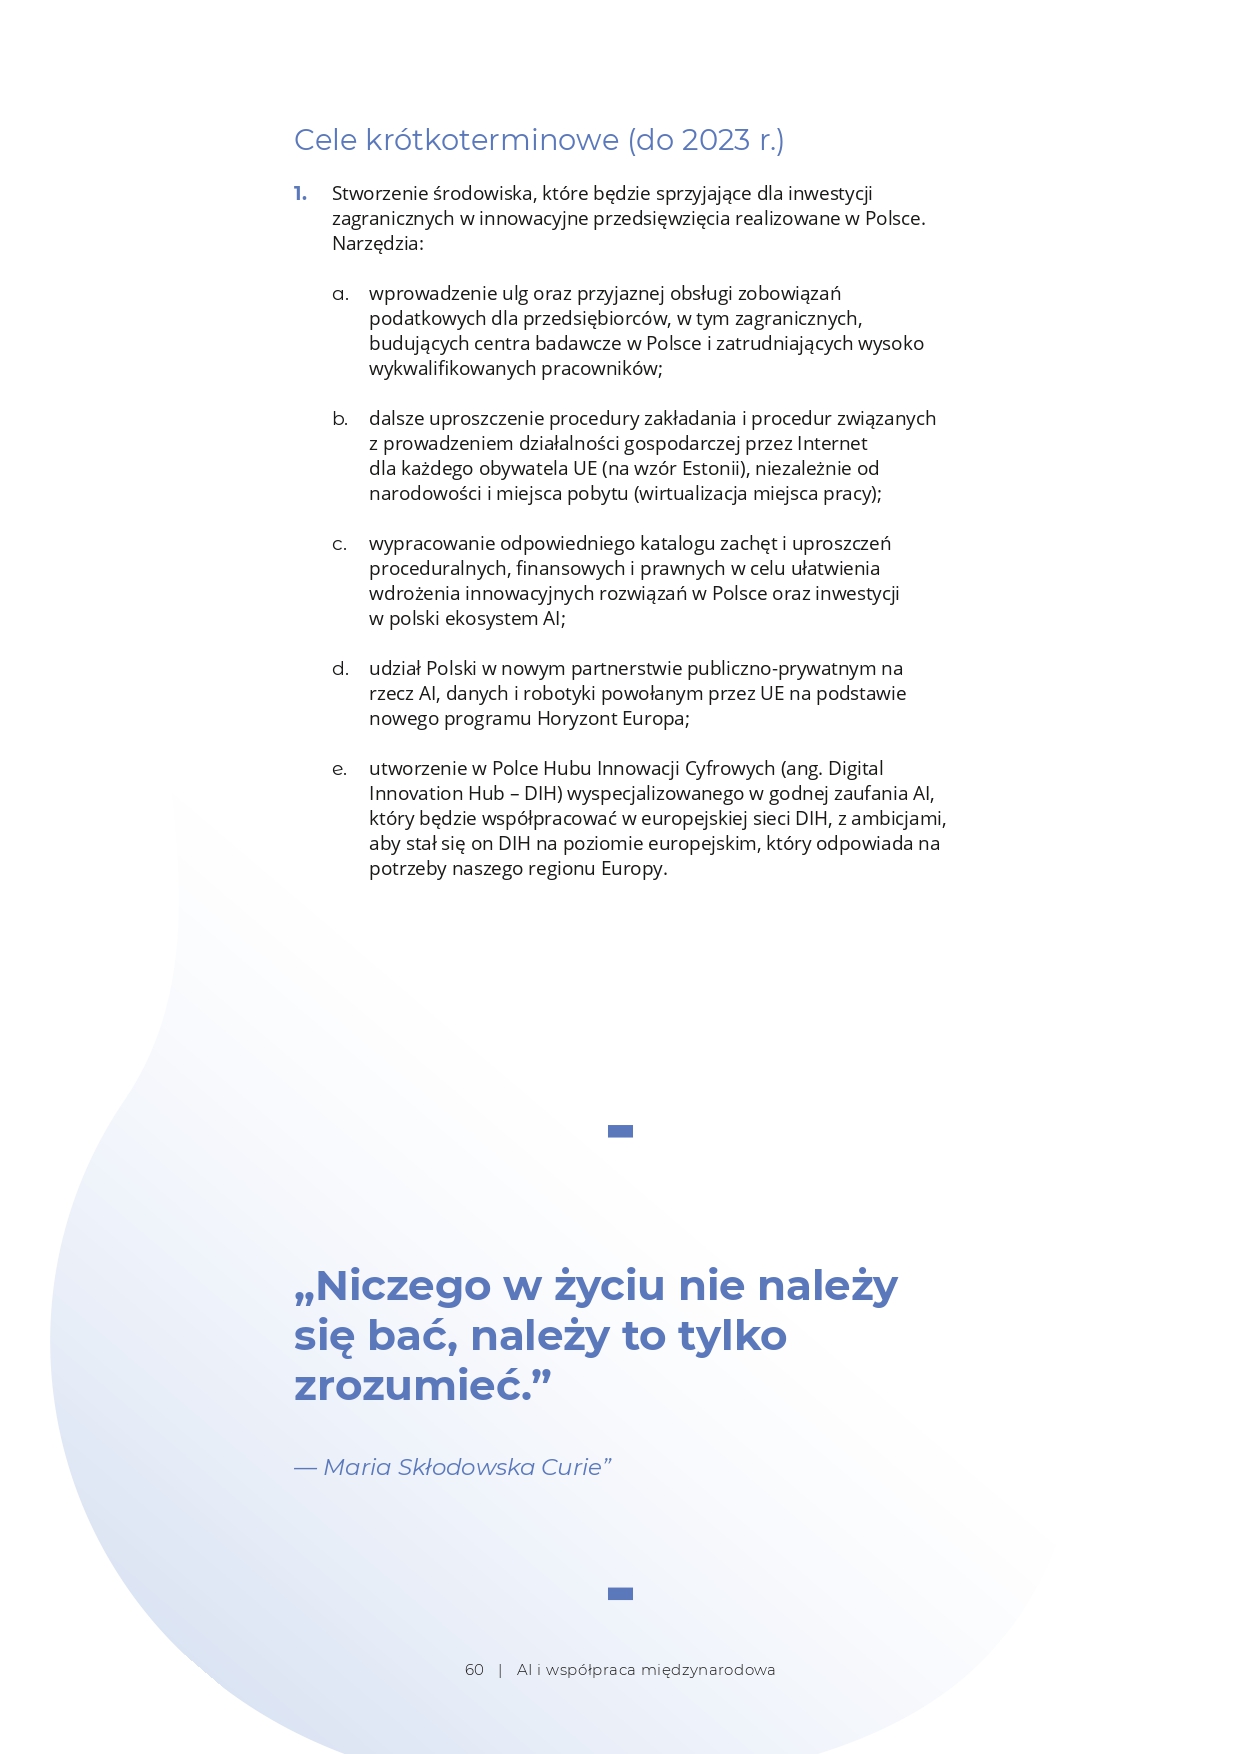 Cele krótkoterminowe (do 2023 r.)
1. Stworzenie środowiska, które będzie sprzyjające dla inwestycji
zagranicznych w innowacyjne przedsięwzięcia realizowane w Polsce.
Narzędzia:
a. wprowadzenie ulg oraz przyjaznej obsługi zobowiązań
podatkowych dla przedsiębiorców, w tym zagranicznych,
budujących centra badawcze w Polsce i zatrudniających wysoko
wykwalifikowanych pracowników;
b. dalsze uproszczenie procedury zakładania i procedur związanych
z prowadzeniem działalności gospodarczej przez Internet
dla każdego obywatela UE (na wzór Estonii), niezależnie od
narodowości i miejsca pobytu (wirtualizacja miejsca pracy);
c. wypracowanie odpowiedniego katalogu zachęt i uproszczeń
proceduralnych, finansowych i prawnych w celu ułatwienia
wdrożenia innowacyjnych rozwiązań w Polsce oraz inwestycji
w polski ekosystem AI;
d. udział Polski w nowym partnerstwie publiczno-prywatnym na
rzecz AI, danych i robotyki powołanym przez UE na podstawie
nowego programu Horyzont Europa;
e. utworzenie w Polce Hubu Innowacji Cyfrowych (ang. Digital
Innovation Hub – DIH) wyspecjalizowanego w godnej zaufania AI,
który będzie współpracować w europejskiej sieci DIH, z ambicjami,
aby stał się on DIH na poziomie europejskim, który odpowiada na
potrzeby naszego regionu Europy.
„Niczego w życiu nie należy
się bać, należy to tylko
zrozumieć.”
— Maria Skłodowska Curie”
60 | AI i współpraca międzynarodowa